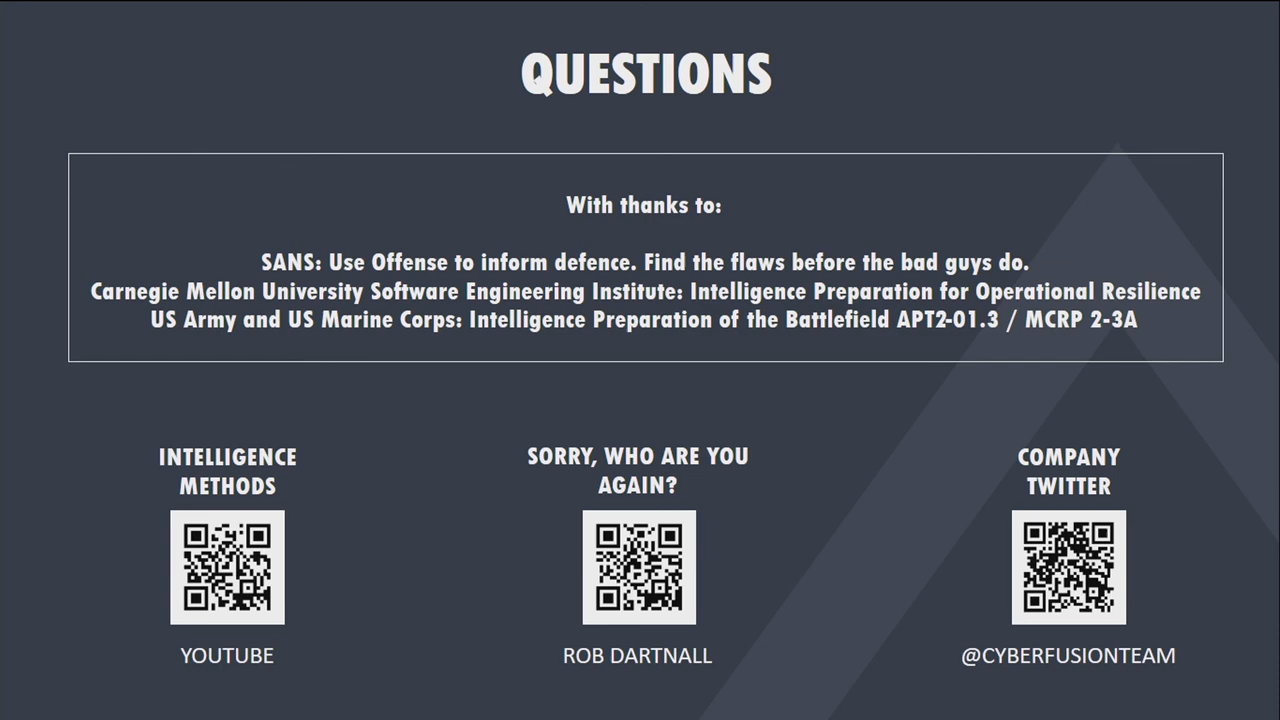 QUESTIONS
With thanks to:
SANS: Use Offense to inform defence. Find the flaws before the bad guys do.
Carnegie Mellon University Software Engineering Institute: Intelligence Preparation for Operational Resilience
US Army and US Marine Corps: Intelligence Preparation of the Battlefield APT2-01.3 / MCRP 2-3A
INTELLIGENCE
METHODS
YOUTUBE
SORRY, WHO ARE YOU
AGAIN?
ROB DARTNALL
COMPANY
TWITTER
@CYBERFUSIONTEAM